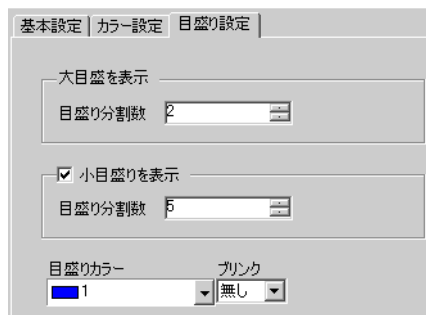 基本設定 カラー設定 目盛り設定
大目盛を表示
目盛り分割数 2
小目盛りを表示
目盛り分割数 5
目盛りカラー ブリンク
1 無し